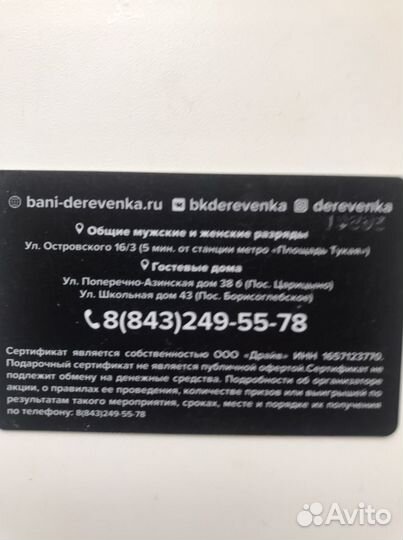 bani-derevenka.ru bkderevenka derevenka
Общие мужские и женские разряды
Ул. Островского 16/3 (5 мин. от станции метро «Площадь Тукая»)
Гостевые дома
Ул. Поперечно-Азинская дом 38 б (Пос. Царицыно)
Ул. Школьная дом 43 (Пос. Борисоглебское)
8(843)249-55-78
Сертификат является собственностью ООО «Драйв» ИНН 1657123770.
Подарочный сертификат не является публичной офертой.Сертификат не
подлежит обмену на денежные средства. Подробности об организаторе
акции, о правилах ее проведения, количестве призов или выигрышей по
результатам такого мероприятия, сроках, месте и порядке их получения
по телефону: 8(843)249-55-78
Avito